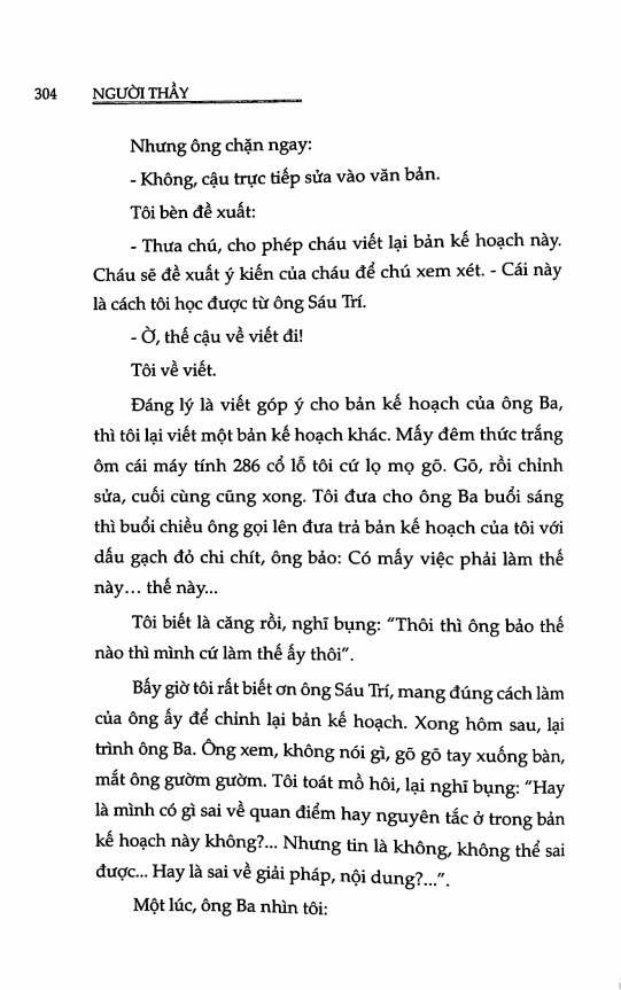 304 NGƯỜI THẦY
Nhưng ông chặn ngay:
- Không, cậu trực tiếp sửa vào văn bản.
Tôi bèn đề xuất:
- Thưa chú, cho phép cháu viết lại bản kế hoạch này.
Cháu sẽ đề xuất ý kiến của cháu để chú xem xét. - Cái này
là cách tôi học được từ ông Sáu Trí.
- Ờ, thế cậu về viết đi!
Tôi về viết.
Đáng lý là viết góp ý cho bản kế hoạch của ông Ba,
thì tôi lại viết một bản kế hoạch khác. Mấy đêm thức trắng
ôm cái máy tính 286 cổ lỗ tôi cứ lọ mọ gõ. Gõ, rồi chỉnh
sửa, cuối cùng cũng xong. Tôi đưa cho ông Ba buổi sáng
thì buổi chiều ông gọi lên đưa trả bản kế hoạch của tôi với
dấu gạch đỏ chi chít, ông bảo: Có mấy việc phải làm thế
này... thế này...
Tôi biết là căng rồi, nghĩ bụng: "Thôi thì ông bảo thế
nào thì mình cứ làm thế ấy thôi".
Bấy giờ tôi rất biết ơn ông Sáu Trí, mang đúng cách làm
của ông ấy để chỉnh lại bản kế hoạch. Xong hôm sau, lại
trình ông Ba. Ông xem, không nói gì, gõ gõ tay xuống bàn,
mắt ông gườm gườm. Tôi toát mồ hôi, lại nghĩ bụng: "Hay
là mình có gì sai về quan điểm hay nguyên tắc ở trong bản
kế hoạch này không?... Nhưng tin là không, không thể sai
được... Hay là sai về giải pháp, nội dung?...".
Một lúc, ông Ba nhìn tôi: